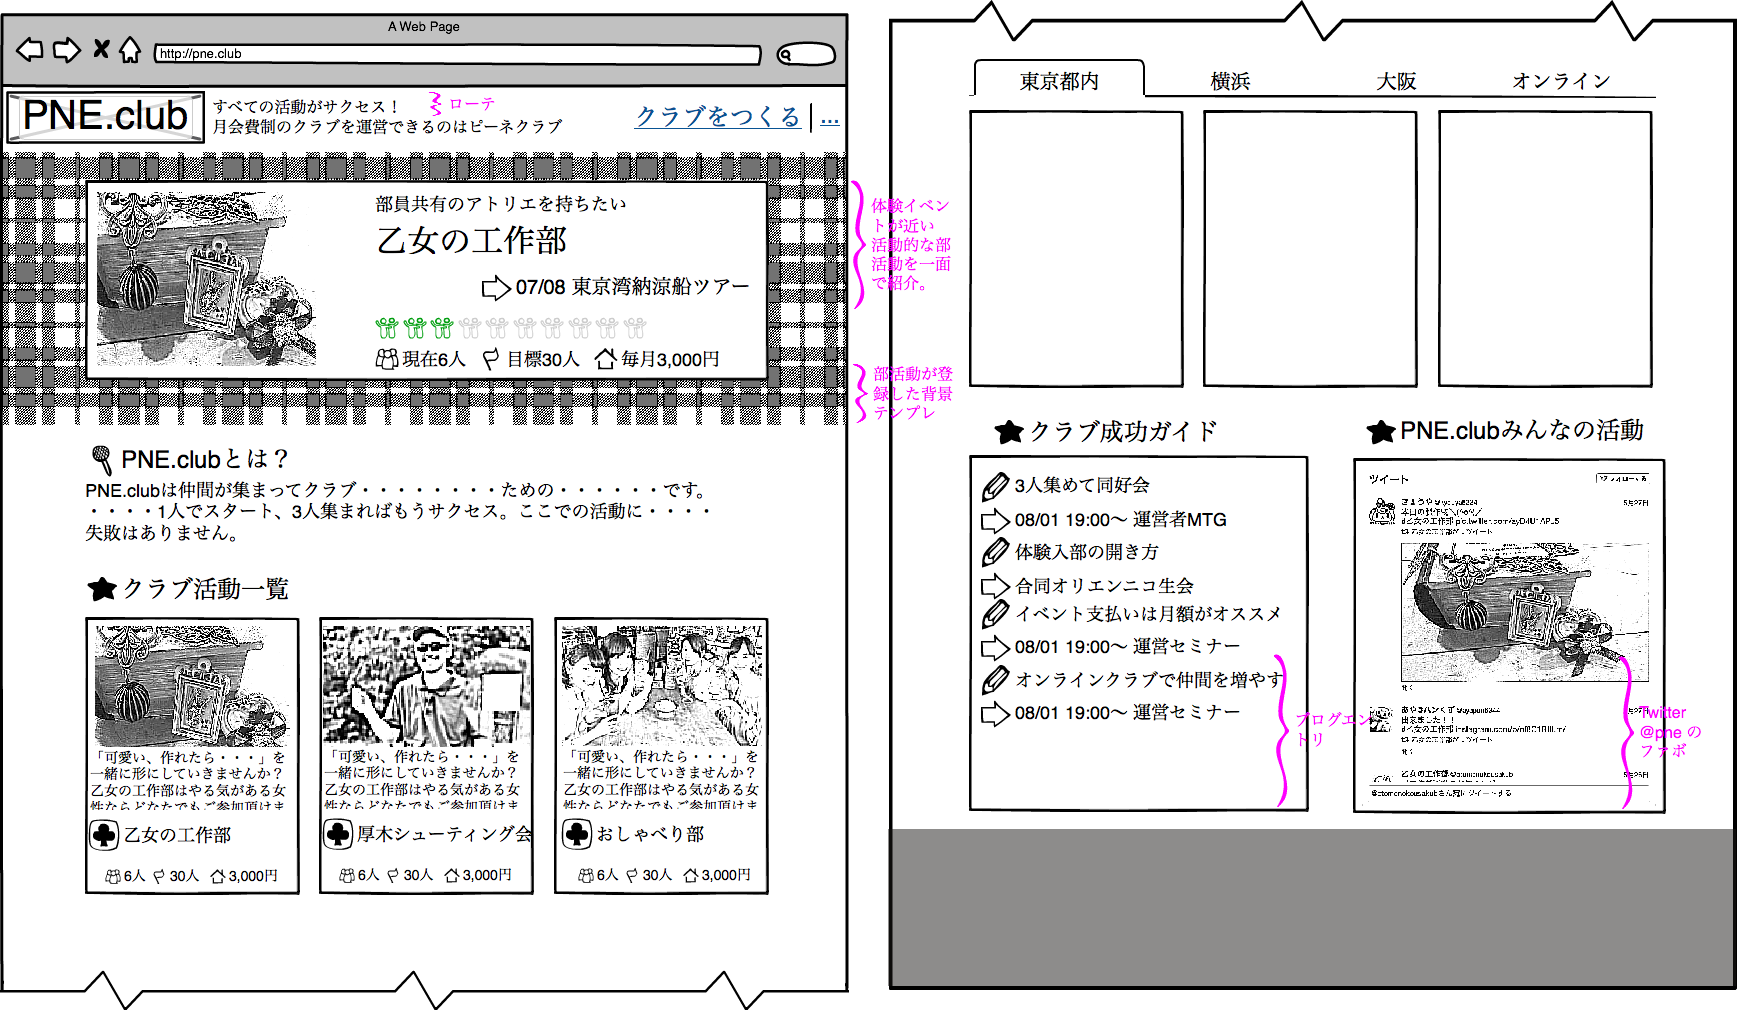 A Web Page
http://pne.club
PNE.club
すべての活動がサクセス！
月会費制のクラブを運営できるのはピーネクラブ
ローテ
クラブをつくる | ...
部員共有のアトリエを持ちたい
乙女の工作部
07/08 東京湾納涼船ツアー
現在6人 目標30人 毎月3,000円
体験イベン
トが近い
活動的な部
活動を一面
で紹介。
部活動が登
録した背景
テンプレ
PNE.clubとは？
PNE.clubは仲間が集まってクラブ・・・・・・・・ための・・・・・・です。
・・・・1人でスタート、3人集まればもうサクセス。ここでの活動に・・・・
失敗はありません。
クラブ活動一覧
「可愛い、作れたら・・・」を
一緒に形にしていきませんか？
乙女の工作部はやる気がある女
性ならどなたでもご参加頂けま
乙女の工作部
6人 30人 3,000円
「可愛い、作れたら・・・」を
一緒に形にしていきませんか？
乙女の工作部はやる気がある女
性ならどなたでもご参加頂けま
厚木シューティング会
6人 30人 3,000円
「可愛い、作れたら・・・」を
一緒に形にしていきませんか？
乙女の工作部はやる気がある女
性ならどなたでもご参加頂けま
おしゃべり部
6人 30人 3,000円
東京都内 横浜 大阪 オンライン
クラブ成功ガイド
3人集めて同好会
08/01 19:00〜 運営者MTG
体験入部の開き方
合同オリエンニコ生会
イベント支払いは月額がオススメ
08/01 19:00〜 運営セミナー
オンラインクラブで仲間を増やす
08/01 19:00〜 運営セミナー
ブログエン
トリ
PNE.clubみんなの活動
ツイート
5月27日
出来ました！！
乙女の工作部
Twitter
@pne の
ファボ